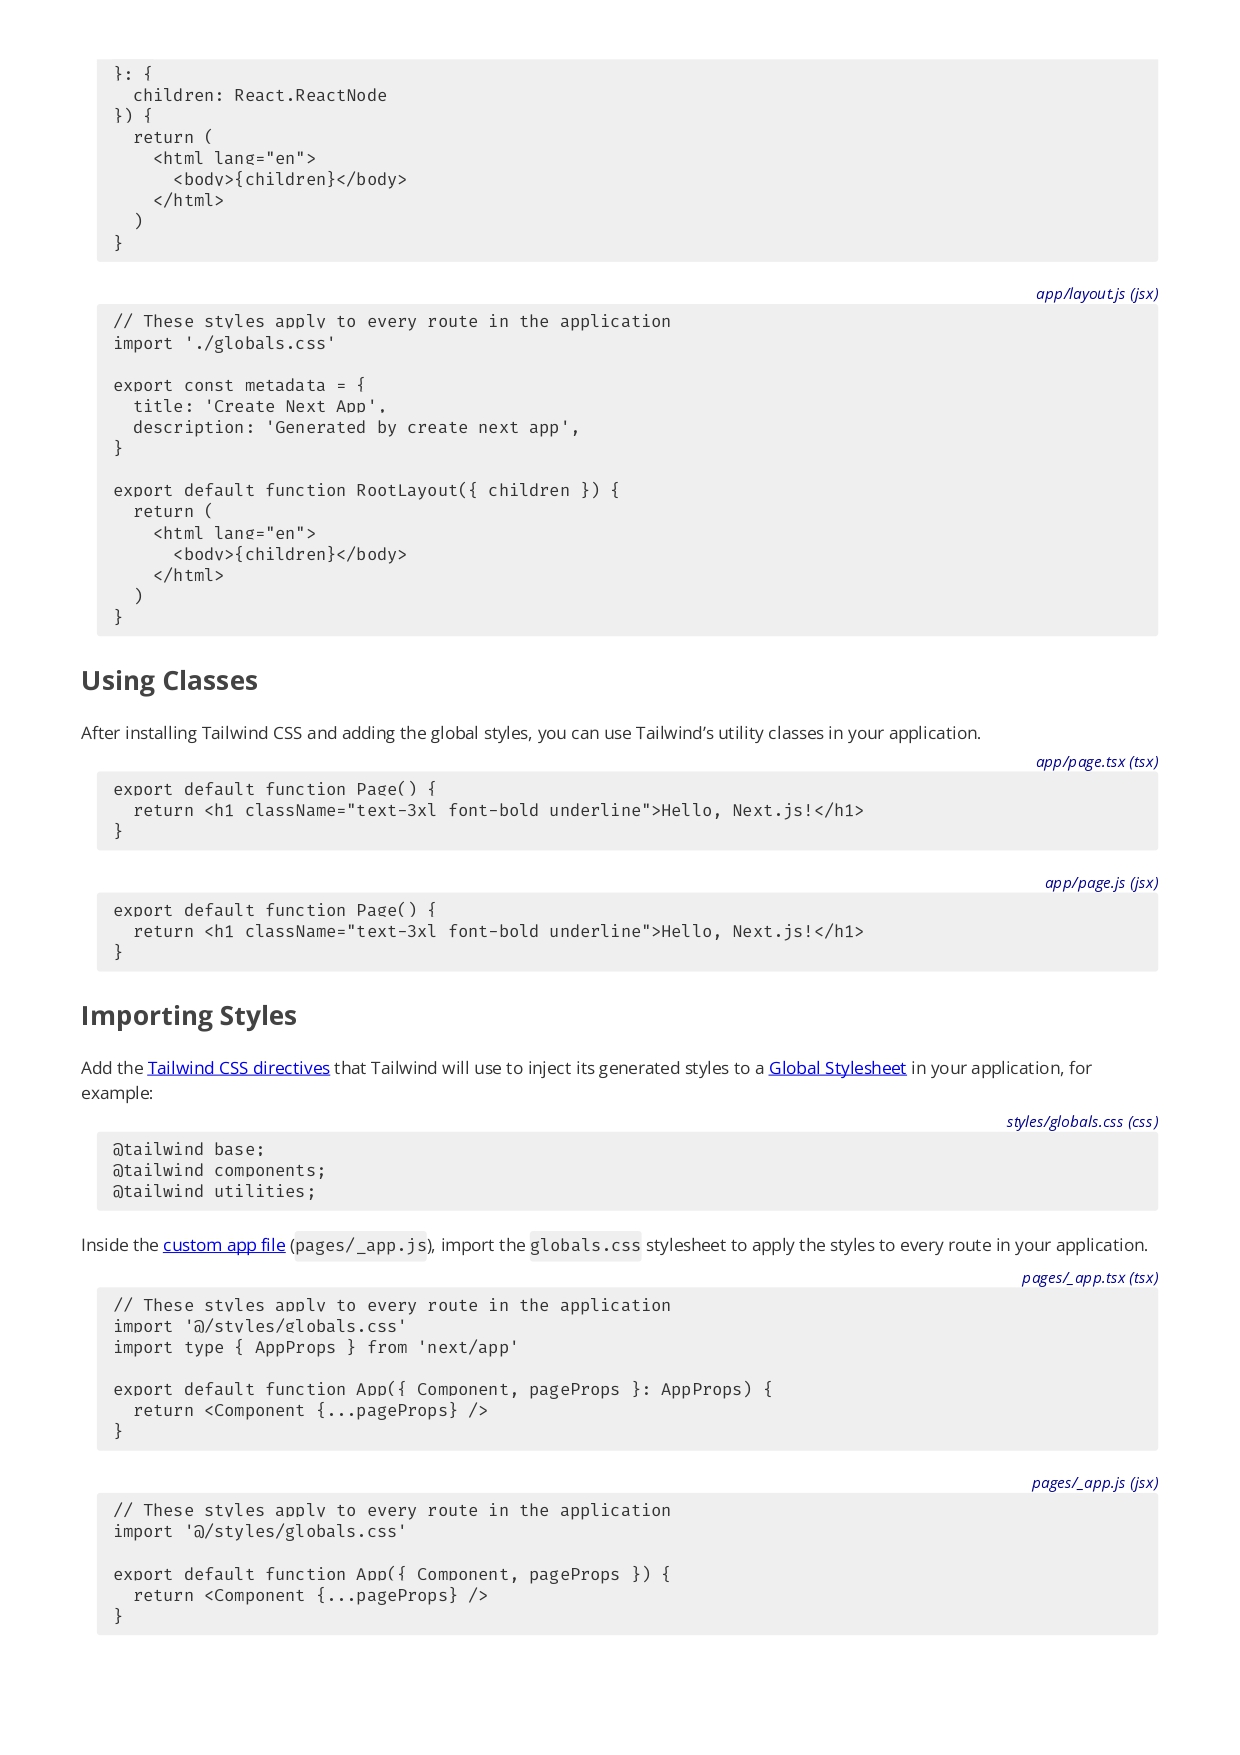 }: {
  children: React.ReactNode
}) {
  return (
    <html lang="en">
      <body>{children}</body>
    </html>
  )
}
app/layout.js (jsx)
// These styles apply to every route in the application
import './globals.css'

export const metadata = {
  title: 'Create Next App',
  description: 'Generated by create next app',
}

export default function RootLayout({ children }) {
  return (
    <html lang="en">
      <body>{children}</body>
    </html>
  )
}
Using Classes
After installing Tailwind CSS and adding the global styles, you can use Tailwind’s utility classes in your application.
app/page.tsx (tsx)
export default function Page() {
  return <h1 className="text-3xl font-bold underline">Hello, Next.js!</h1>
}
app/page.js (jsx)
export default function Page() {
  return <h1 className="text-3xl font-bold underline">Hello, Next.js!</h1>
}
Importing Styles
Add the Tailwind CSS directives that Tailwind will use to inject its generated styles to a Global Stylesheet in your application, for
example:
styles/globals.css (css)
@tailwind base;
@tailwind components;
@tailwind utilities;
Inside the custom app file (pages/_app.js), import the globals.css stylesheet to apply the styles to every route in your application.
pages/_app.tsx (tsx)
// These styles apply to every route in the application
import '@/styles/globals.css'
import type { AppProps } from 'next/app'

export default function App({ Component, pageProps }: AppProps) {
  return <Component {...pageProps} />
}
pages/_app.js (jsx)
// These styles apply to every route in the application
import '@/styles/globals.css'

export default function App({ Component, pageProps }) {
  return <Component {...pageProps} />
}